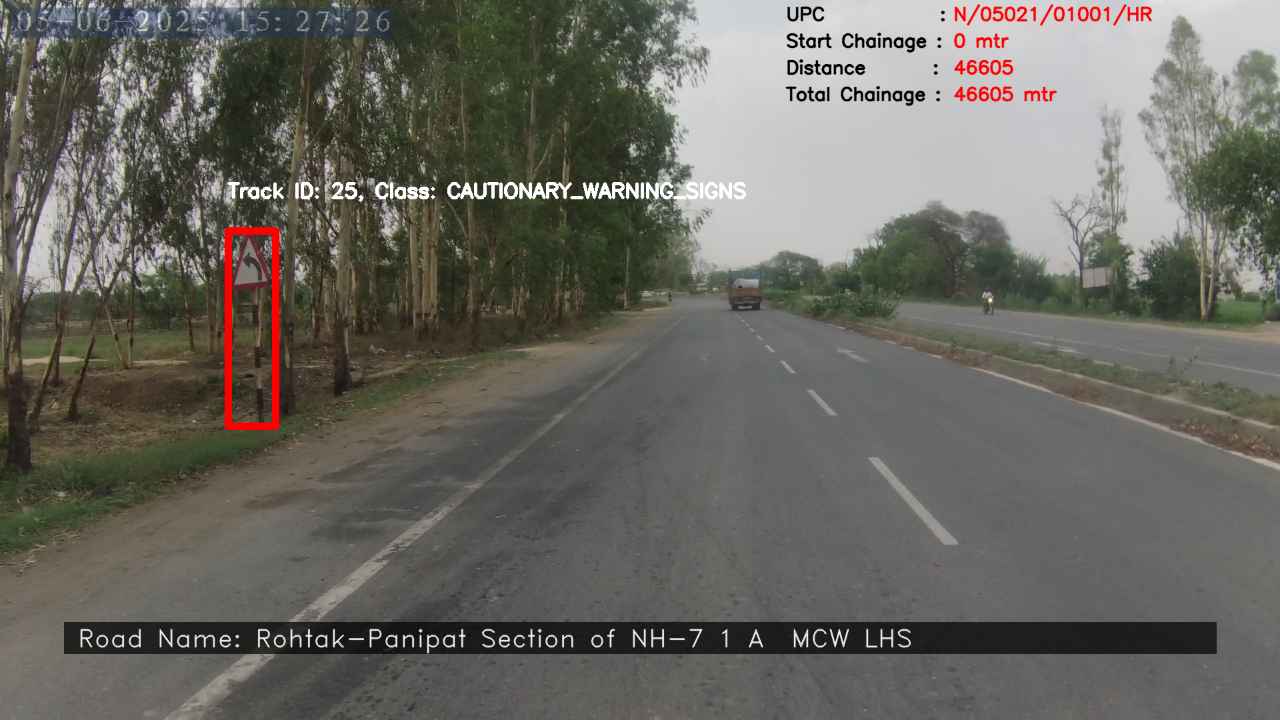 05-06-2025 15:27:26
UPC : N/05021/01001/HR
Start Chainage : 0 mtr
Distance : 46605
Total Chainage : 46605 mtr
Track ID: 25, Class: CAUTIONARY_WARNING_SIGNS
Road Name: Rohtak-Panipat Section of NH-7 1 A MCW LHS